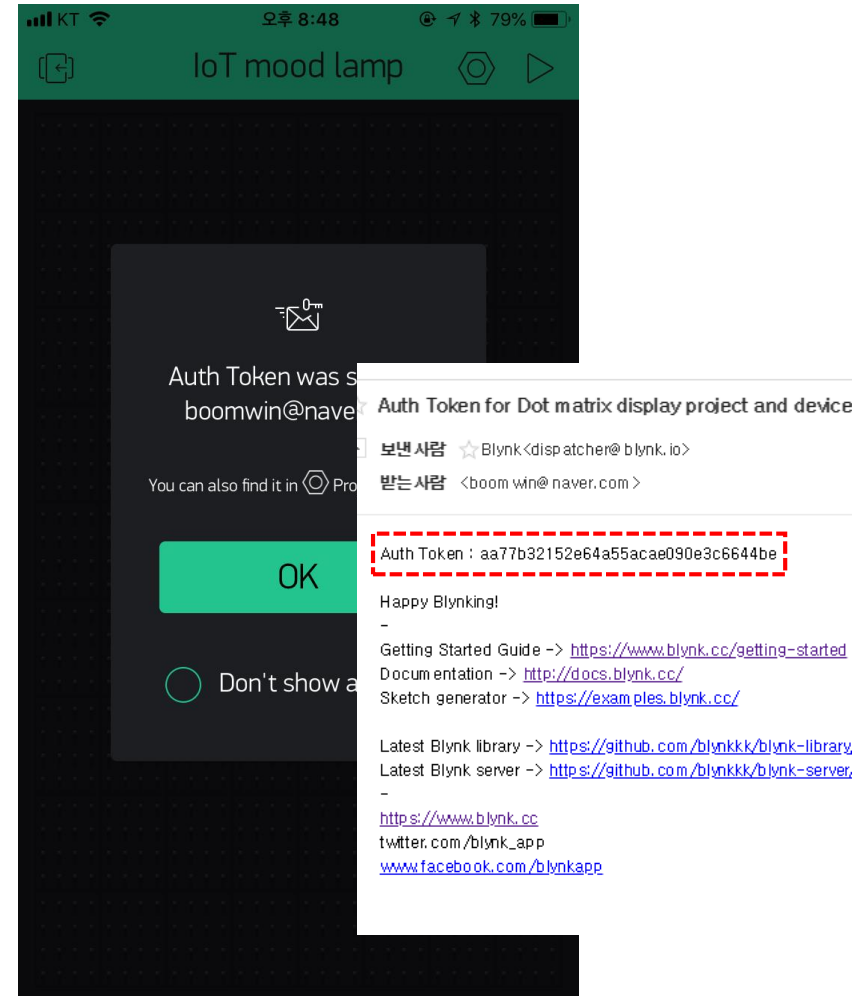 KT 오후 8:48 79%
IoT mood lamp
Auth Token was s
boomwin@nave
You can also find it in Pro
OK
Don't show a
Auth Token for Dot matrix display project and device
보낸사람 ☆Blynk<dispatcher@blynk.io>
받는사람 <boomwin@naver.com>
Auth Token : aa77b32152e64a55acae090e3c6644be
Happy Blynking!
-
Getting Started Guide -> https://www.blynk.cc/getting-started
Documentation -> http://docs.blynk.cc/
Sketch generator -> https://examples.blynk.cc/
Latest Blynk library -> https://github.com/blynkkk/blynk-library/
Latest Blynk server -> https://github.com/blynkkk/blynk-server/
-
https://www.blynk.cc
twitter.com/blynk_app
www.facebook.com/blynkapp